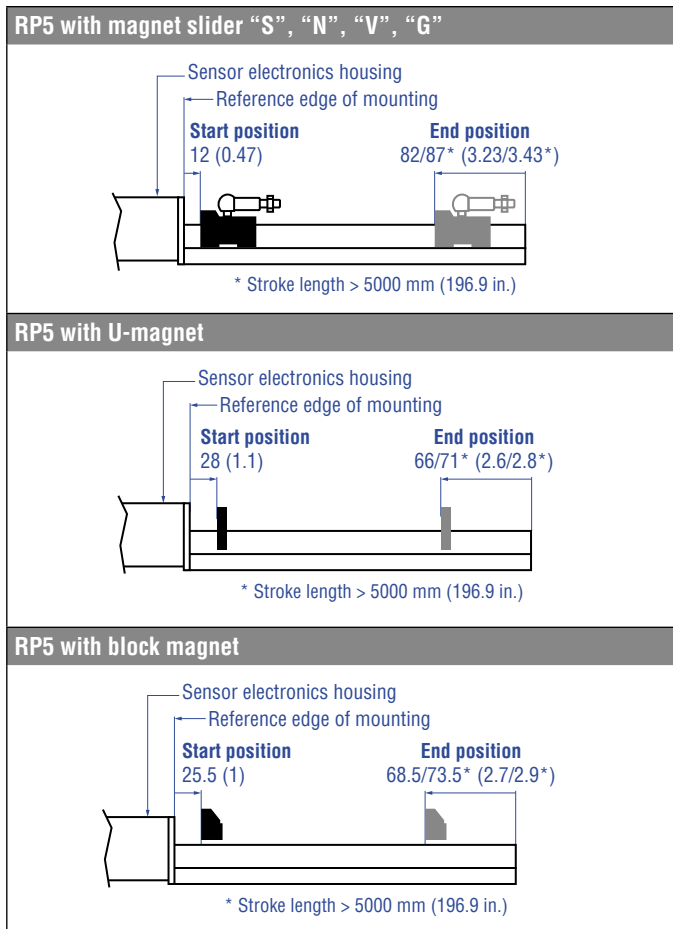 RP5 with magnet slider “S”, “N”, “V”, “G”
Sensor electronics housing
Reference edge of mounting
Start position
12 (0.47)
End position
82/87* (3.23/3.43*)
* Stroke length > 5000 mm (196.9 in.)
RP5 with U-magnet
Sensor electronics housing
Reference edge of mounting
Start position
28 (1.1)
End position
66/71* (2.6/2.8*)
* Stroke length > 5000 mm (196.9 in.)
RP5 with block magnet
Sensor electronics housing
Reference edge of mounting
Start position
25.5 (1)
End position
68.5/73.5* (2.7/2.9*)
* Stroke length > 5000 mm (196.9 in.)